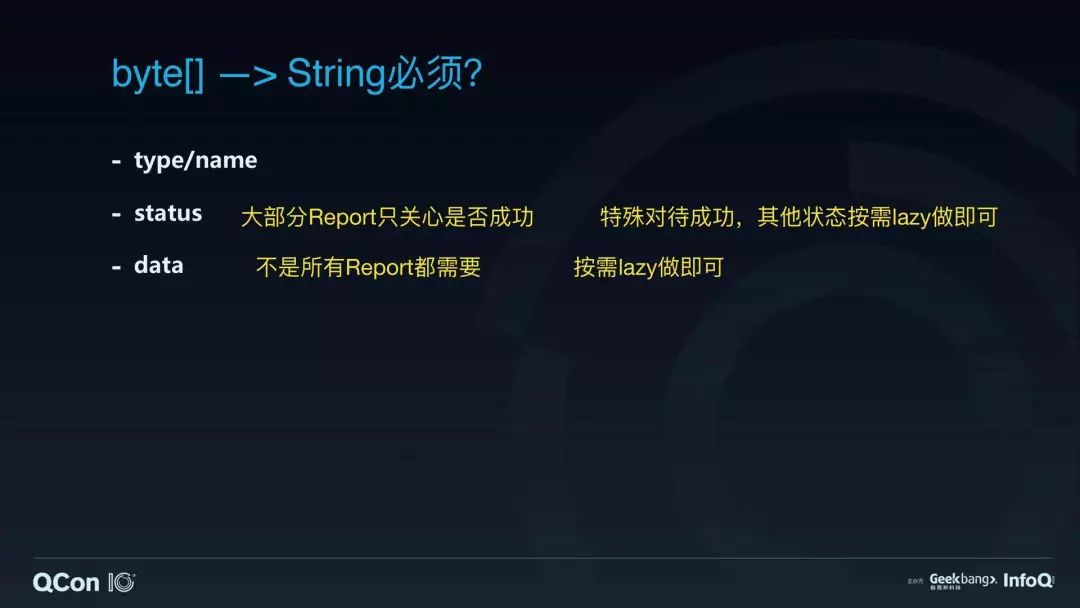 byte[] —> String必须?
- type/name
- status 大部分Report只关心是否成功 特殊对待成功，其他状态按需lazy做即可
- data 不是所有Report都需要 按需lazy做即可
QCon 10 主办方 Geekbang> 极客邦科技 InfoQ